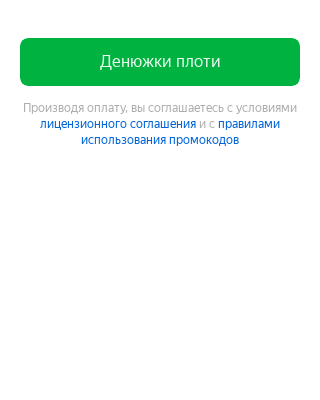 Денюжки плоти
Производя оплату, вы соглашаетесь с условиями
лицензионного соглашения и с правилами
использования промокодов